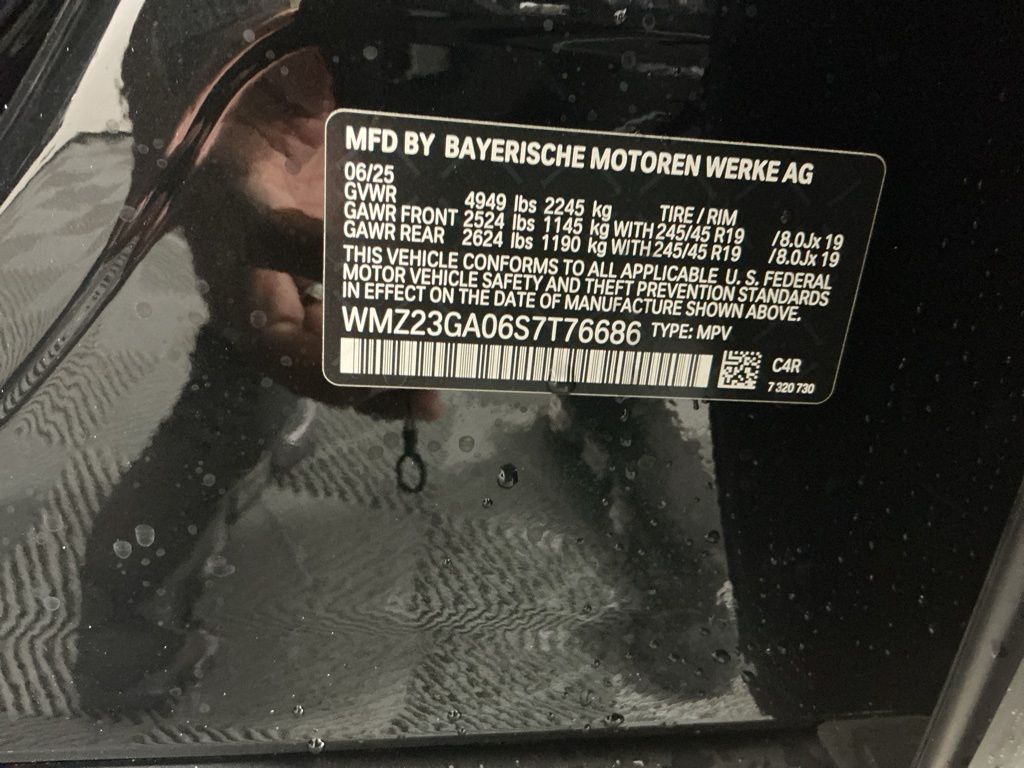 MFD BY BAYERISCHE MOTOREN WERKE AG
06/25
GVWR 4949 lbs 2245 kg TIRE / RIM
GAWR FRONT 2524 lbs 1145 kg WITH 245/45 R19 /8.0Jx 19
GAWR REAR 2624 lbs 1190 kg WITH 245/45 R19 /8.0Jx 19
THIS VEHICLE CONFORMS TO ALL APPLICABLE U. S. FEDERAL
MOTOR VEHICLE SAFETY AND THEFT PREVENTION STANDARDS
IN EFFECT ON THE DATE OF MANUFACTURE SHOWN ABOVE.
WMZ23GA06S7T76686 TYPE: MPV
C4R
7 320 730